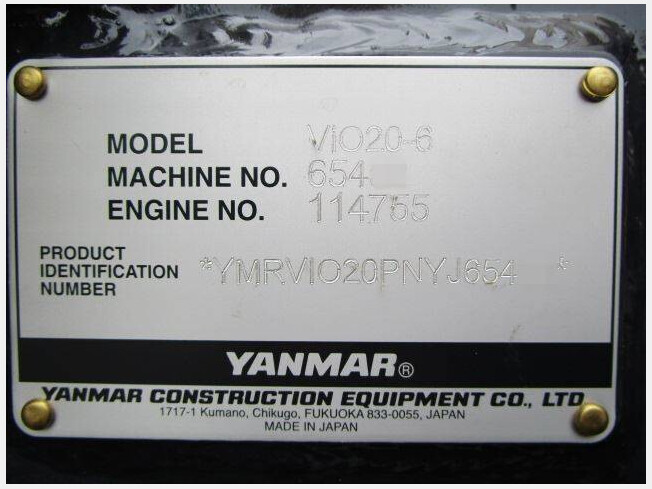 MODEL VIO20-6
MACHINE NO. 654
ENGINE NO. 114755
PRODUCT
IDENTIFICATION *YMRVIO20PNYJ654 *
NUMBER
YANMAR®
YANMAR CONSTRUCTION EQUIPMENT CO., LTD
1717-1 Kumano, Chikugo, FUKUOKA 833-0055, JAPAN
MADE IN JAPAN